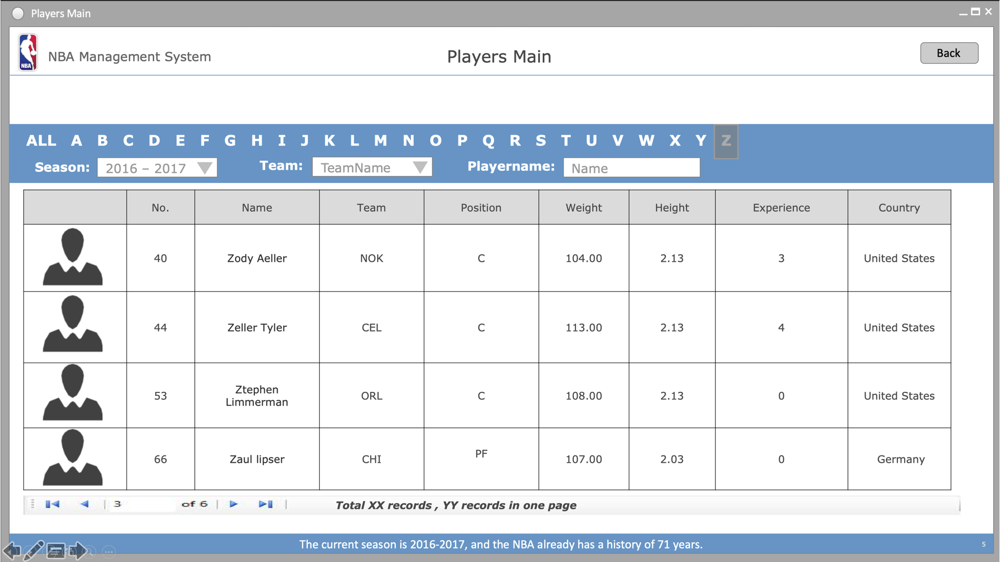 Players Main
NBA
NBA Management System
Players Main
Back
ALL A B C D E F G H I J K L M N O P Q R S T U V W X Y Z
Season: 2016 – 2017 Team: TeamName Playername: Name
No. Name Team Position Weight Height Experience Country
40 Zody Aeller NOK C 104.00 2.13 3 United States
44 Zeller Tyler CEL C 113.00 2.13 4 United States
53 Ztephen
Limmerman ORL C 108.00 2.13 0 United States
66 Zaul lipser CHI PF 107.00 2.03 0 Germany
3 of 6 Total XX records , YY records in one page
The current season is 2016-2017, and the NBA already has a history of 71 years.
5